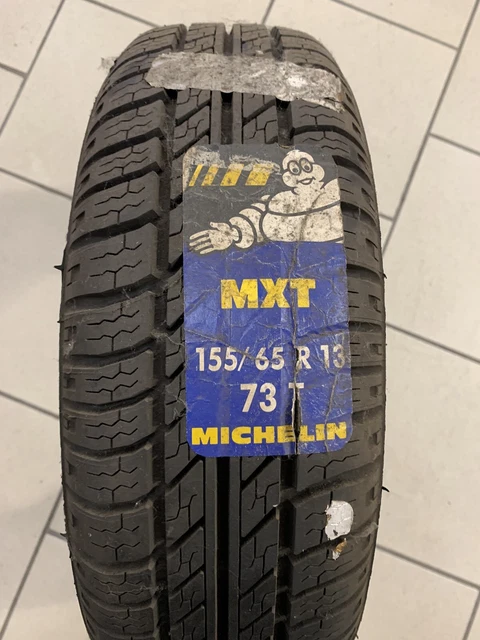 MXT
155/65 R 13
73 T
MICHELIN